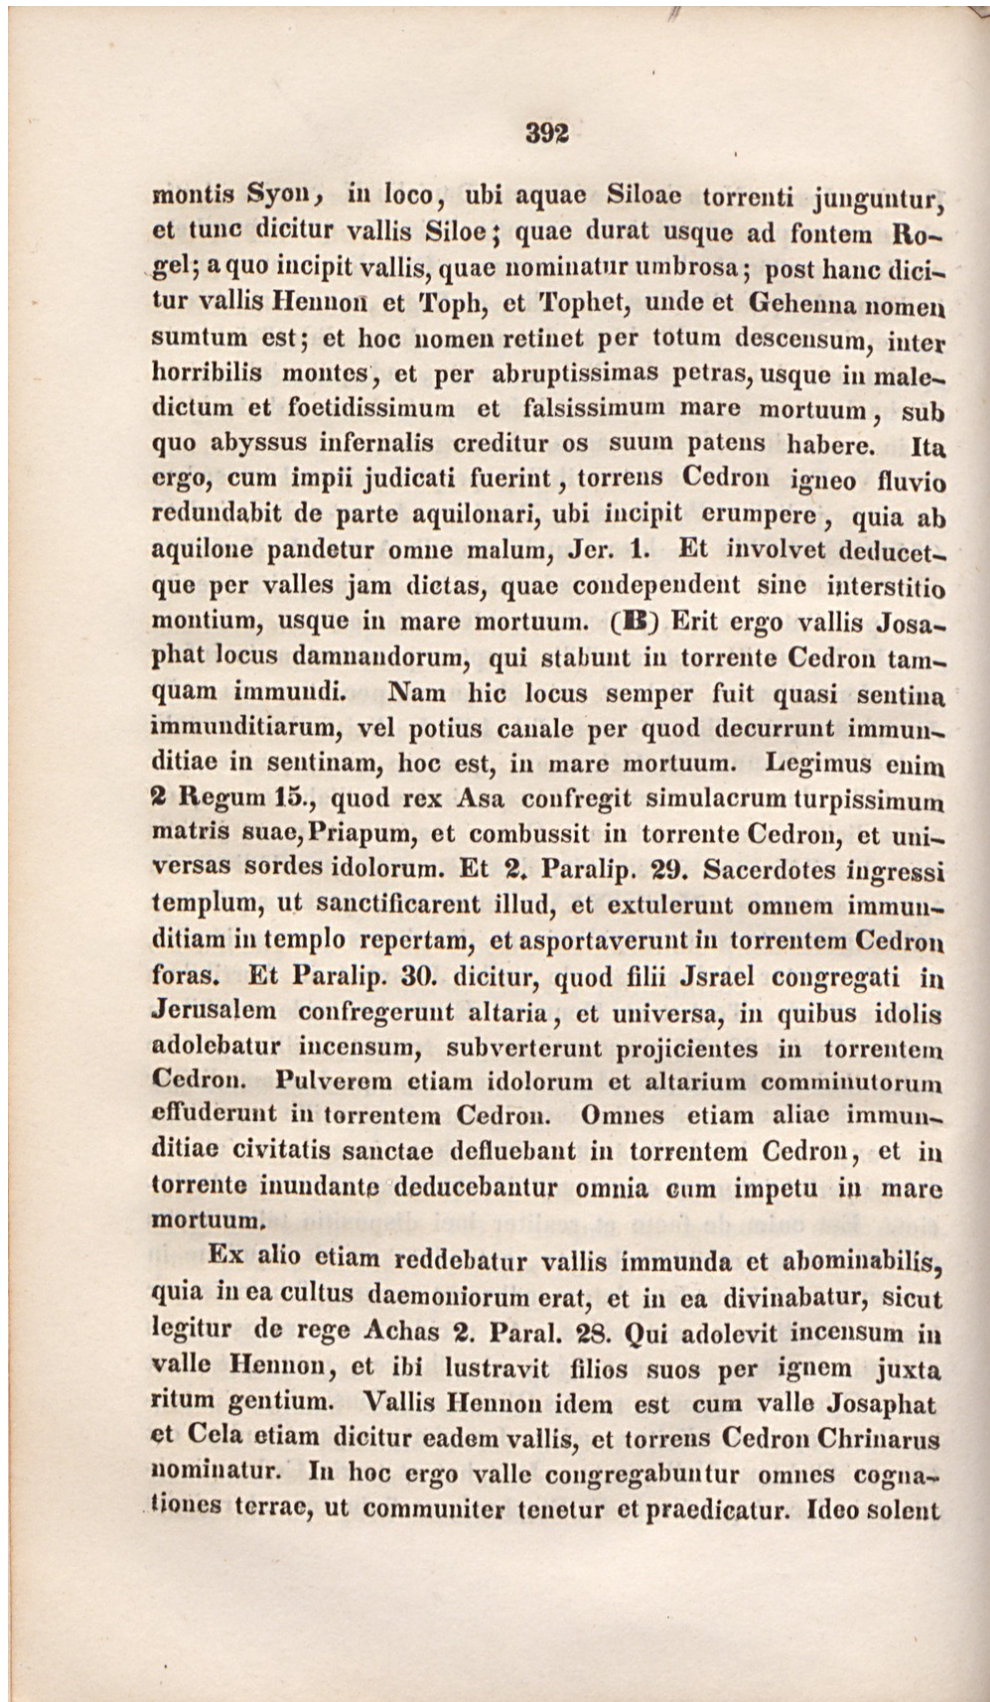 392
montis Syon, in loco, ubi aquae Siloae torrenti junguntur,
et tunc dicitur vallis Siloe; quae durat usque ad fontem Ro-
gel; a quo incipit vallis, quae nominatur umbrosa; post hanc dici-
tur vallis Hennon et Toph, et Tophet, unde et Gehenna nomen
sumtum est; et hoc nomen retinet per totum descensum, inter
horribilis montes, et per abruptissimas petras, usque in male-
dictum et foetidissimum et falsissimum mare mortuum, sub
quo abyssus infernalis creditur os suum patens habere. Ita
ergo, cum impii judicati fuerint, torrens Cedron igneo fluvio
redundabit de parte aquilonari, ubi incipit erumpere, quia ab
aquilone pandetur omne malum, Jer. 1. Et involvet deducet-
que per valles jam dictas, quae condependent sine interstitio
montium, usque in mare mortuum. (B) Erit ergo vallis Josa-
phat locus damnandorum, qui stabunt in torrente Cedron tam-
quam immundi. Nam hic locus semper fuit quasi sentina
immunditiarum, vel potius canale per quod decurrunt immun-
ditiae in sentinam, hoc est, in mare mortuum. Legimus enim
2 Regum 15., quod rex Asa confregit simulacrum turpissimum
matris suae, Priapum, et combussit in torrente Cedron, et uni-
versas sordes idolorum. Et 2. Paralip. 29. Sacerdotes ingressi
templum, ut sanctificarent illud, et extulerunt omnem immun-
ditiam in templo repertam, et asportaverunt in torrentem Cedron
foras. Et Paralip. 30. dicitur, quod filii Jsrael congregati in
Jerusalem confregerunt altaria, et universa, in quibus idolis
adolebatur incensum, subverterunt projicientes in torrentem
Cedron. Pulverem etiam idolorum et altarium comminutorum
effuderunt in torrentem Cedron. Omnes etiam aliae immun-
ditiae civitatis sanctae defluebant in torrentem Cedron, et in
torrente inundante deducebantur omnia cum impetu in mare
mortuum.
Ex alio etiam reddebatur vallis immunda et abominabilis,
quia in ea cultus daemoniorum erat, et in ea divinabatur, sicut
legitur de rege Achas 2. Paral. 28. Qui adolevit incensum in
valle Hennon, et ibi lustravit filios suos per ignem juxta
ritum gentium. Vallis Hennon idem est cum valle Josaphat
et Cela etiam dicitur eadem vallis, et torrens Cedron Chrinarus
nominatur. In hoc ergo valle congregabuntur omnes cogna-
tiones terrae, ut communiter tenetur et praedicatur. Ideo solent